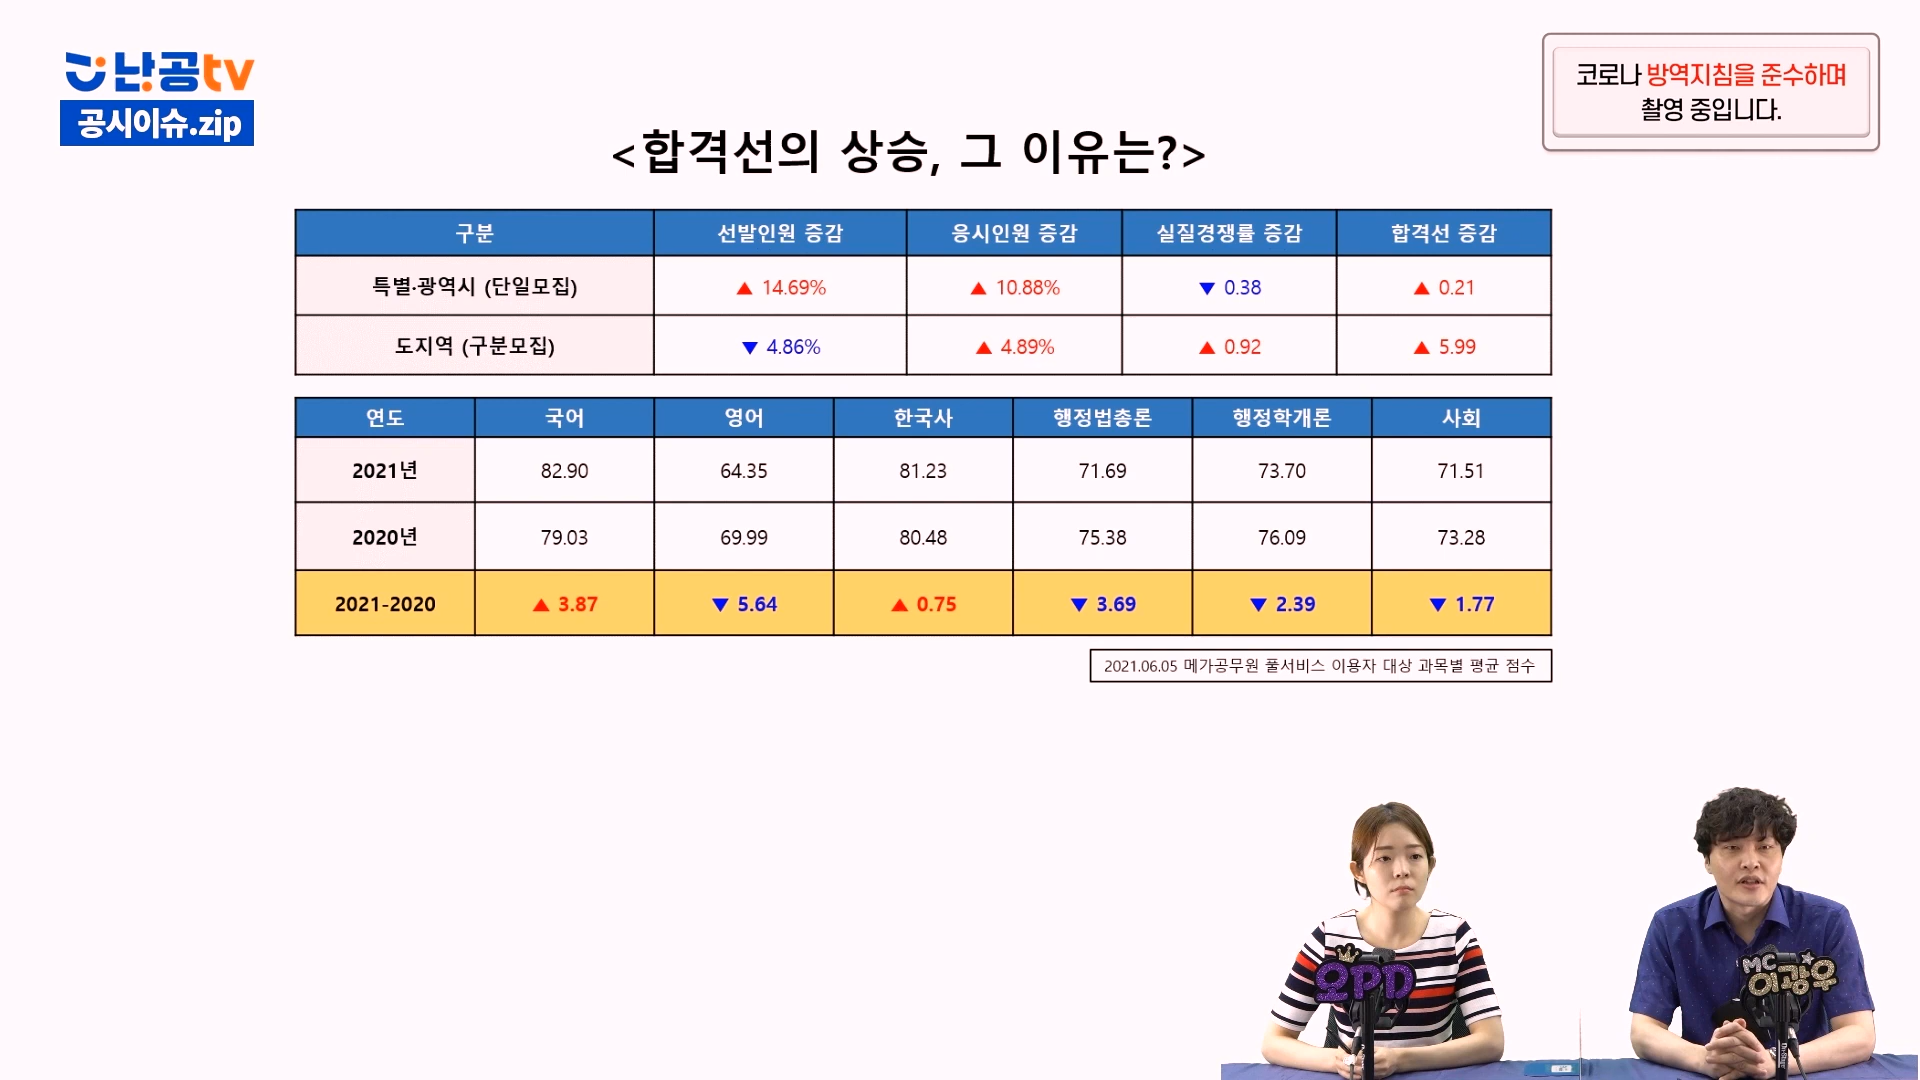 난공tv
공시이슈.zip
코로나 방역지침을 준수하며
촬영 중입니다.
<합격선의 상승, 그 이유는?>
구분 선발인원 증감 응시인원 증감 실질경쟁률 증감 합격선 증감
특별·광역시 (단일모집) ▲ 14.69% ▲ 10.88% ▼ 0.38 ▲ 0.21
도지역 (구분모집) ▼ 4.86% ▲ 4.89% ▲ 0.92 ▲ 5.99
연도 국어 영어 한국사 행정법총론 행정학개론 사회
2021년 82.90 64.35 81.23 71.69 73.70 71.51
2020년 79.03 69.99 80.48 75.38 76.09 73.28
2021-2020 ▲ 3.87 ▼ 5.64 ▲ 0.75 ▼ 3.69 ▼ 2.39 ▼ 1.77
2021.06.05 메가공무원 풀서비스 이용자 대상 과목별 평균 점수
오PD
MC
이광우